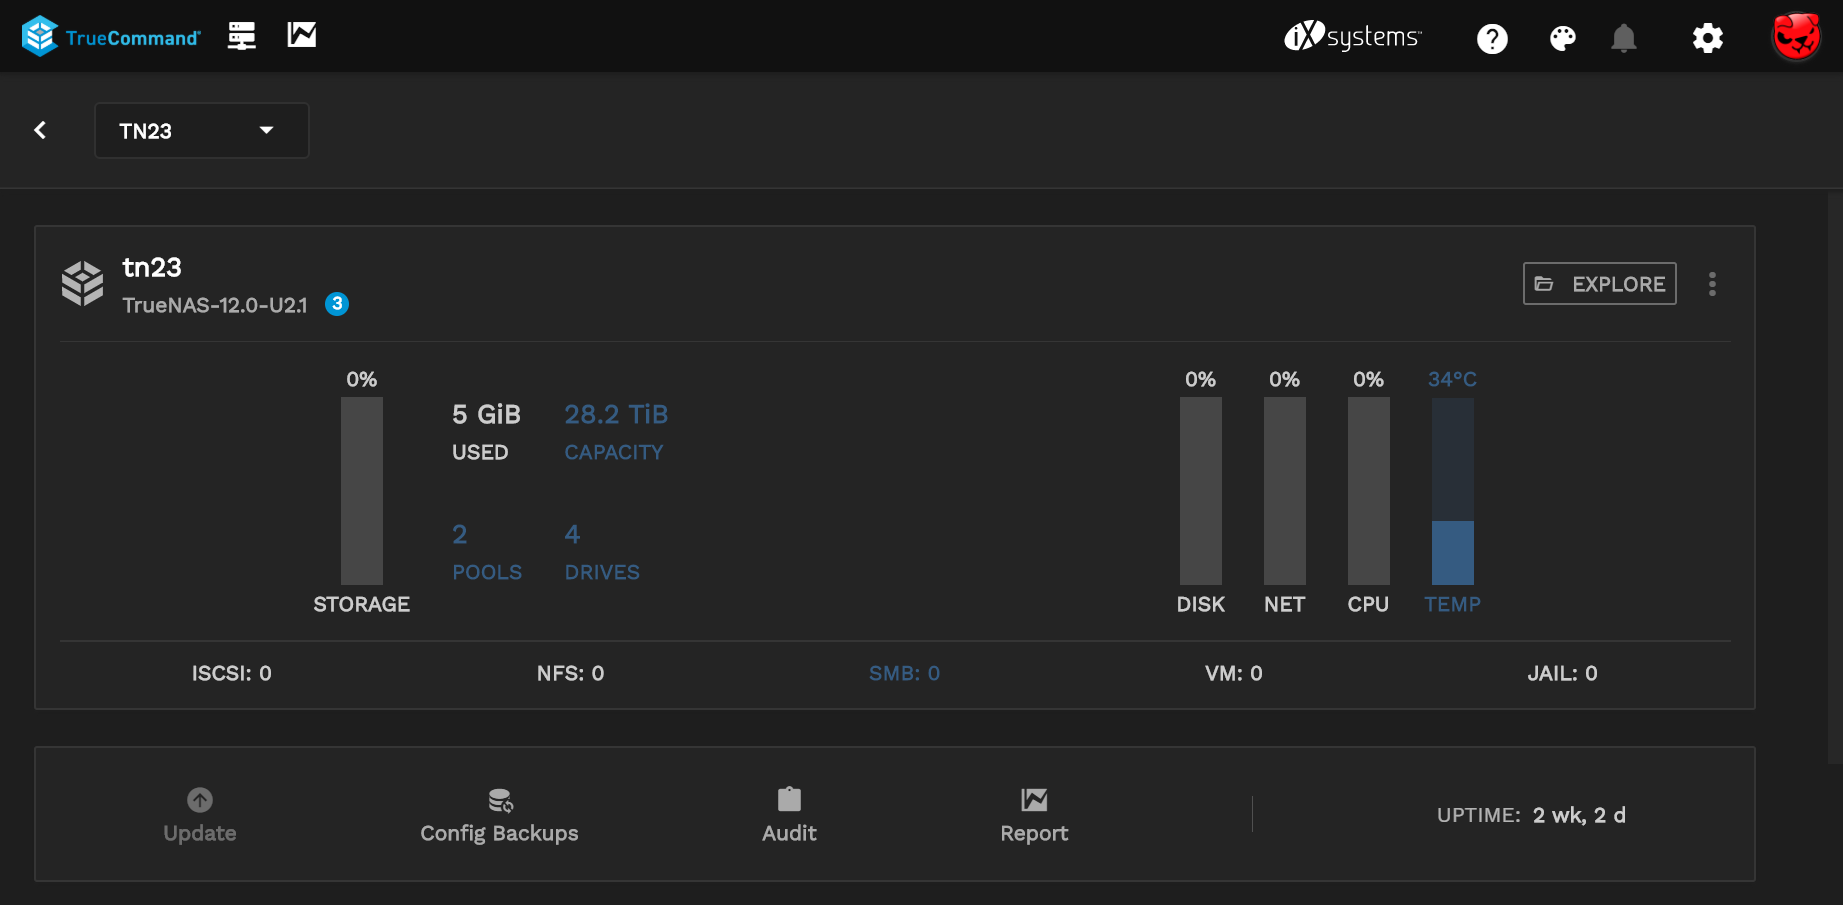 TrueCommand®
iXsystems™
TN23
tn23
TrueNAS-12.0-U2.1 3
EXPLORE
0%
5 GiB 28.2 TiB
USED CAPACITY
2 4
POOLS DRIVES
STORAGE
0% 0% 0% 34°C
DISK NET CPU TEMP
ISCSI: 0 NFS: 0 SMB: 0 VM: 0 JAIL: 0
Update Config Backups Audit Report
UPTIME: 2 wk, 2 d